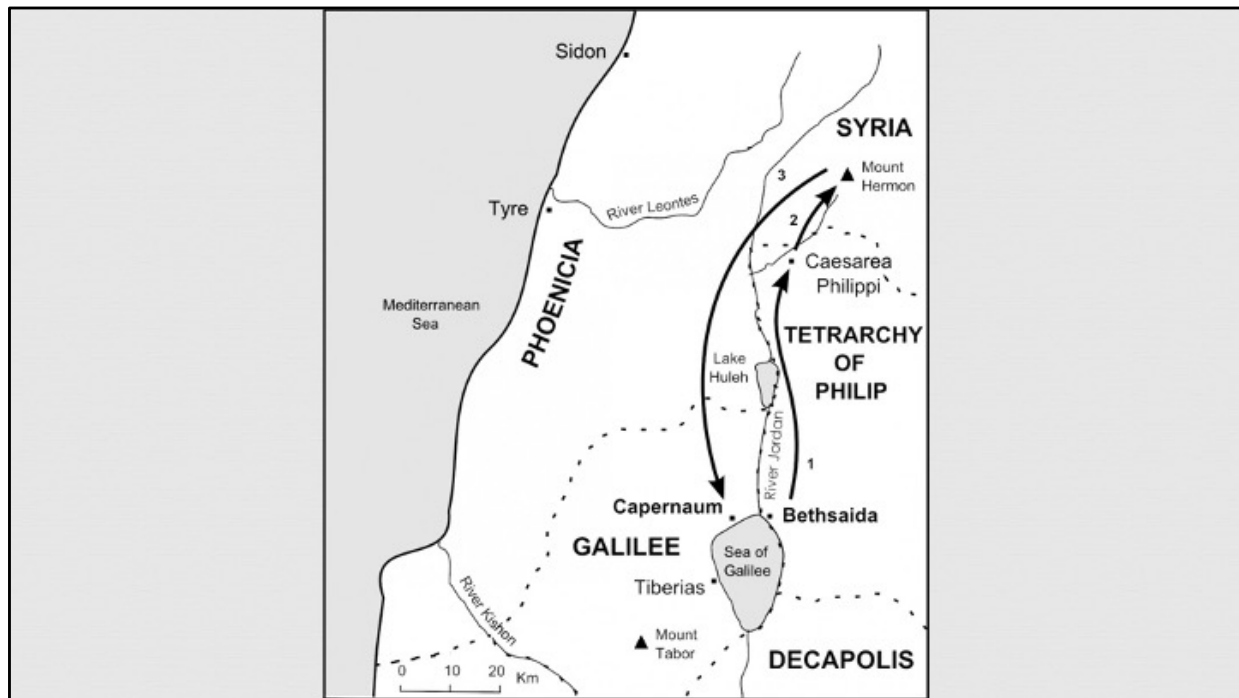 Sidon
SYRIA
3
Mount
Hermon
Tyre
River Leontes
2
Caesarea
Philippi
PHOENICIA
Mediterranean
Sea
TETRARCHY
OF
PHILIP
Lake
Huleh
River Jordan
1
Capernaum
Bethsaida
GALILEE
Sea of
Galilee
Tiberias
River Kishon
Mount
Tabor
DECAPOLIS
0 10 20
Km